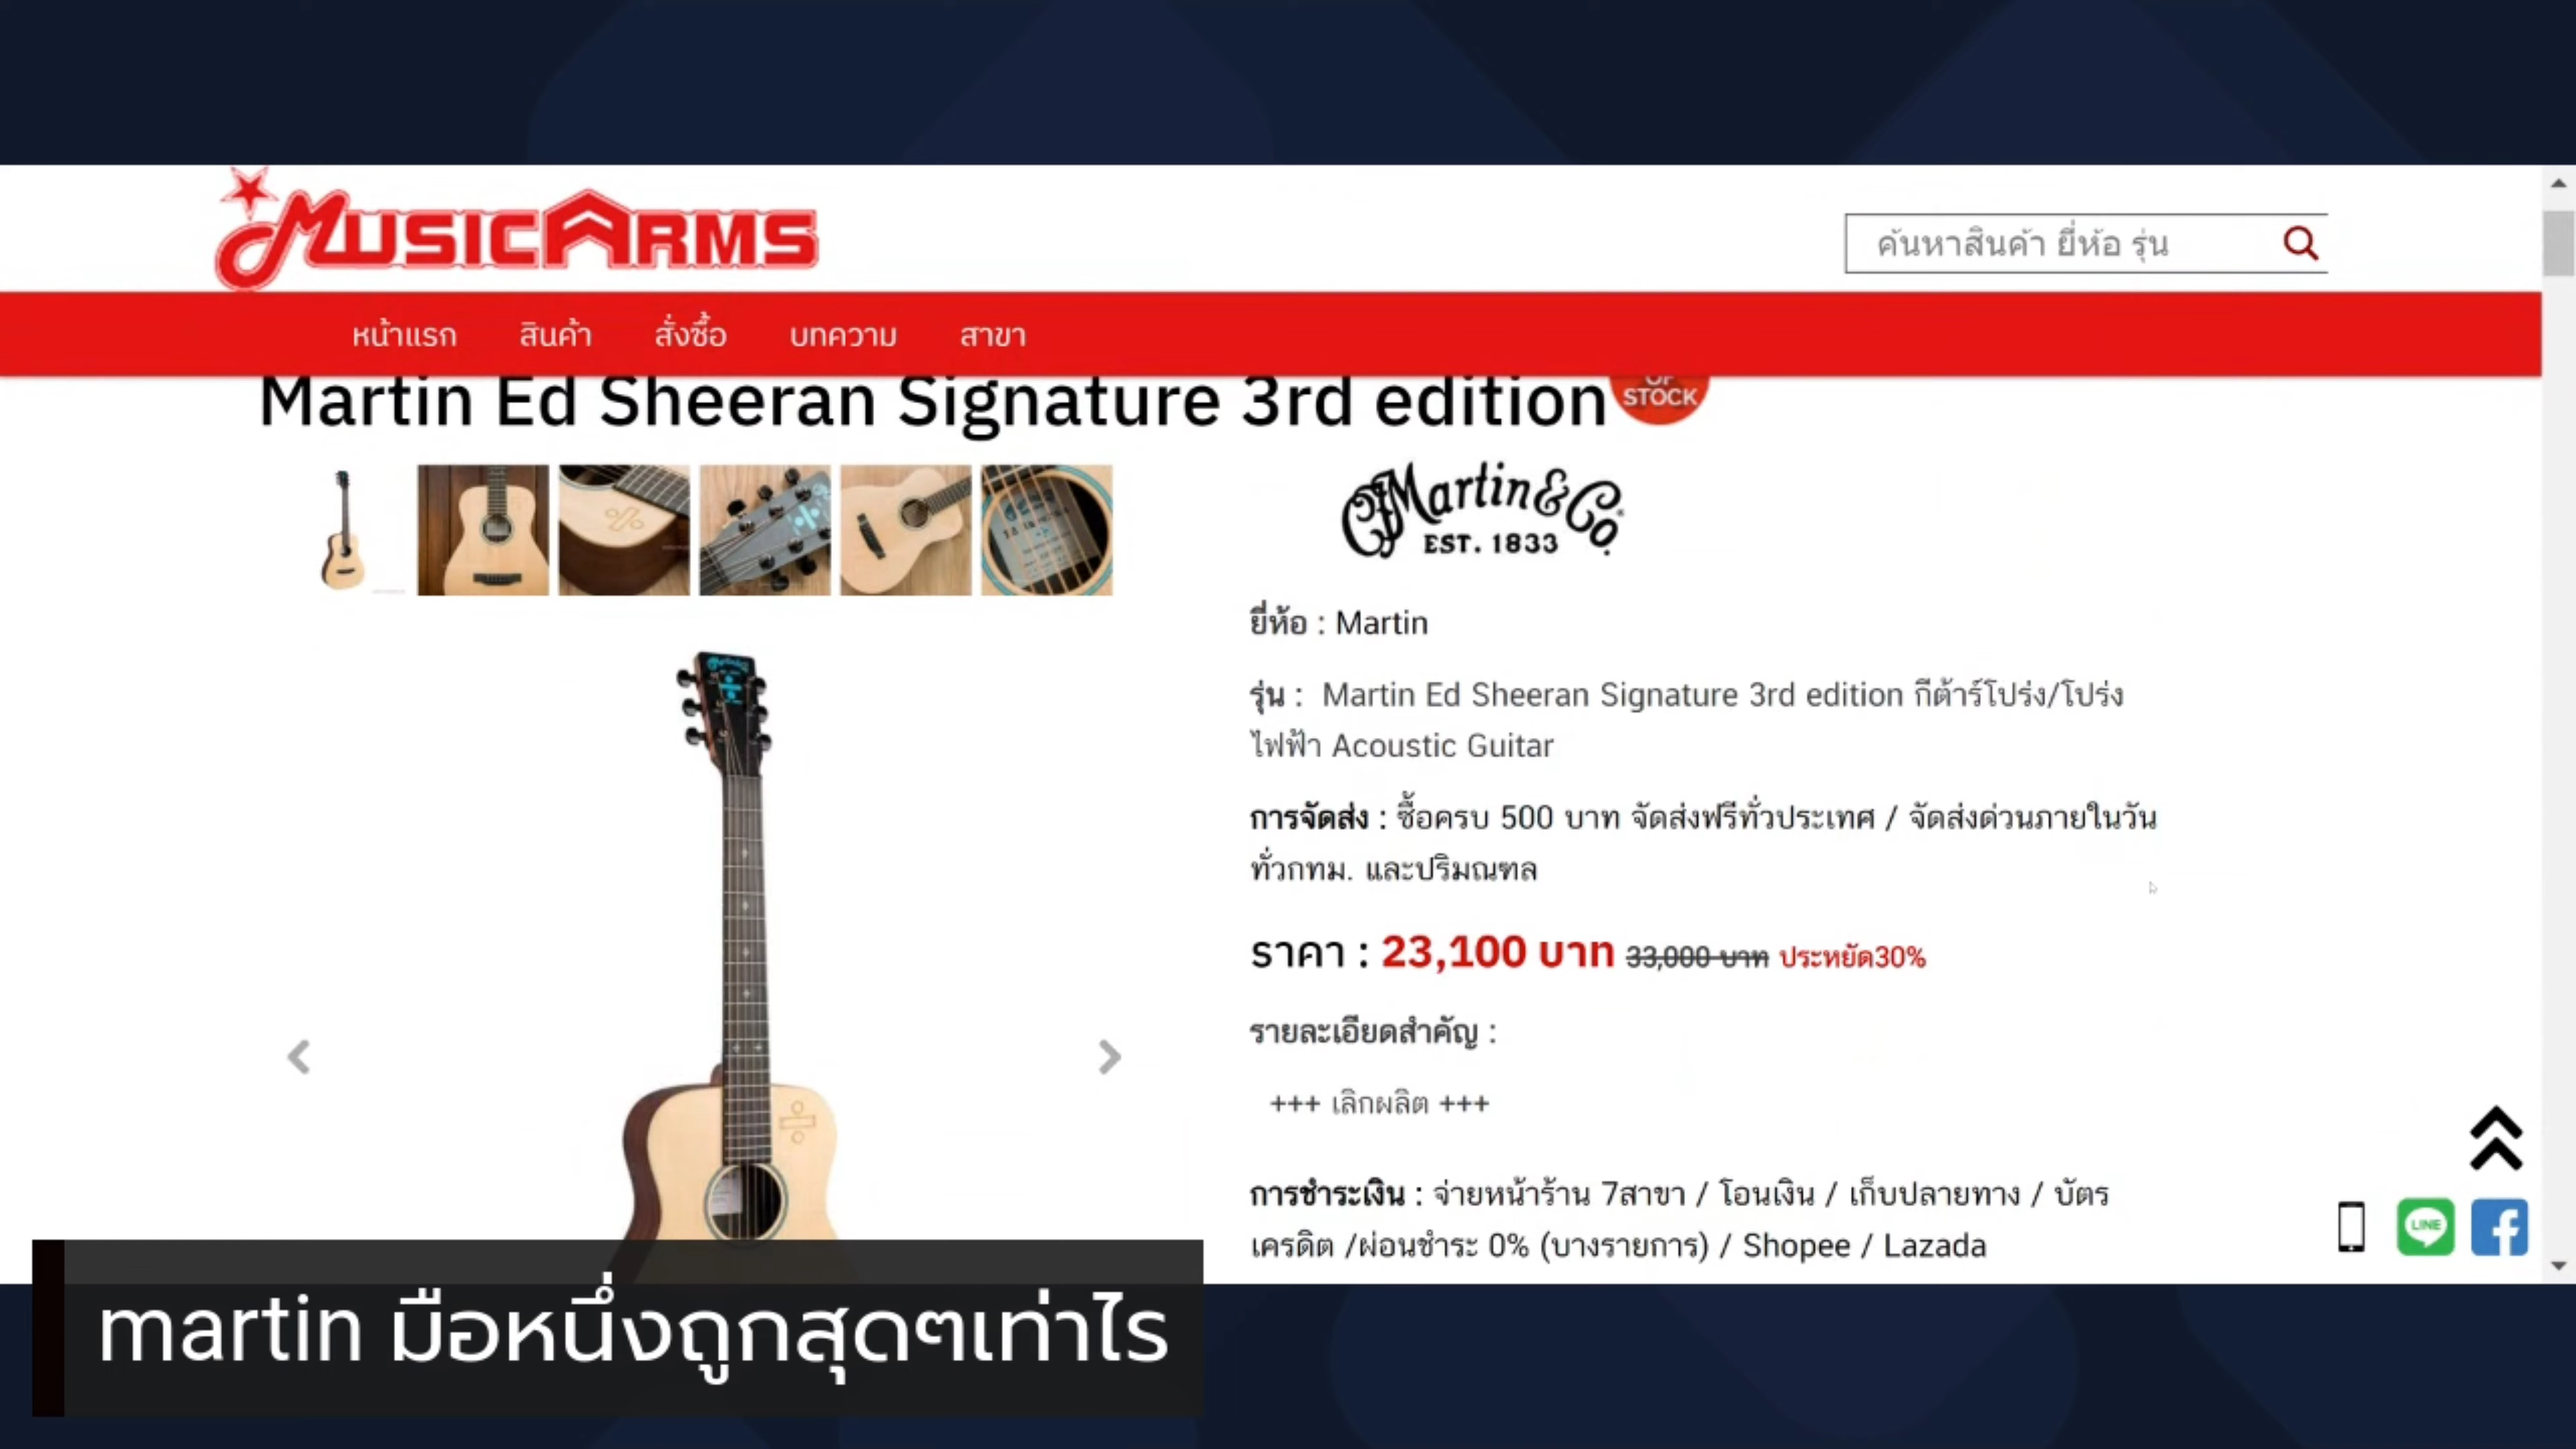 MUSICARMS
ค้นหาสินค้า ยี่ห้อ รุ่น
หน้าแรก สินค้า สั่งซื้อ บทความ สาขา
Martin Ed Sheeran Signature 3rd edition
OF
STOCK
Martin & Co.
EST. 1833
ยี่ห้อ : Martin
รุ่น : Martin Ed Sheeran Signature 3rd edition กีต้าร์โปร่ง/โปร่ง
ไฟฟ้า Acoustic Guitar
การจัดส่ง : ซื้อครบ 500 บาท จัดส่งฟรีทั่วประเทศ / จัดส่งด่วนภายในวัน
ทั่วกทม. และปริมณฑล
ราคา : 23,100 บาท 33,000 บาท ประหยัด30%
รายละเอียดสำคัญ :
+++ เลิกผลิต +++
การชำระเงิน : จ่ายหน้าร้าน 7สาขา / โอนเงิน / เก็บปลายทาง / บัตร
เครดิต /ผ่อนชำระ 0% (บางรายการ) / Shopee / Lazada
LINE
martin มือหนึ่งถูกสุดๆเท่าไร